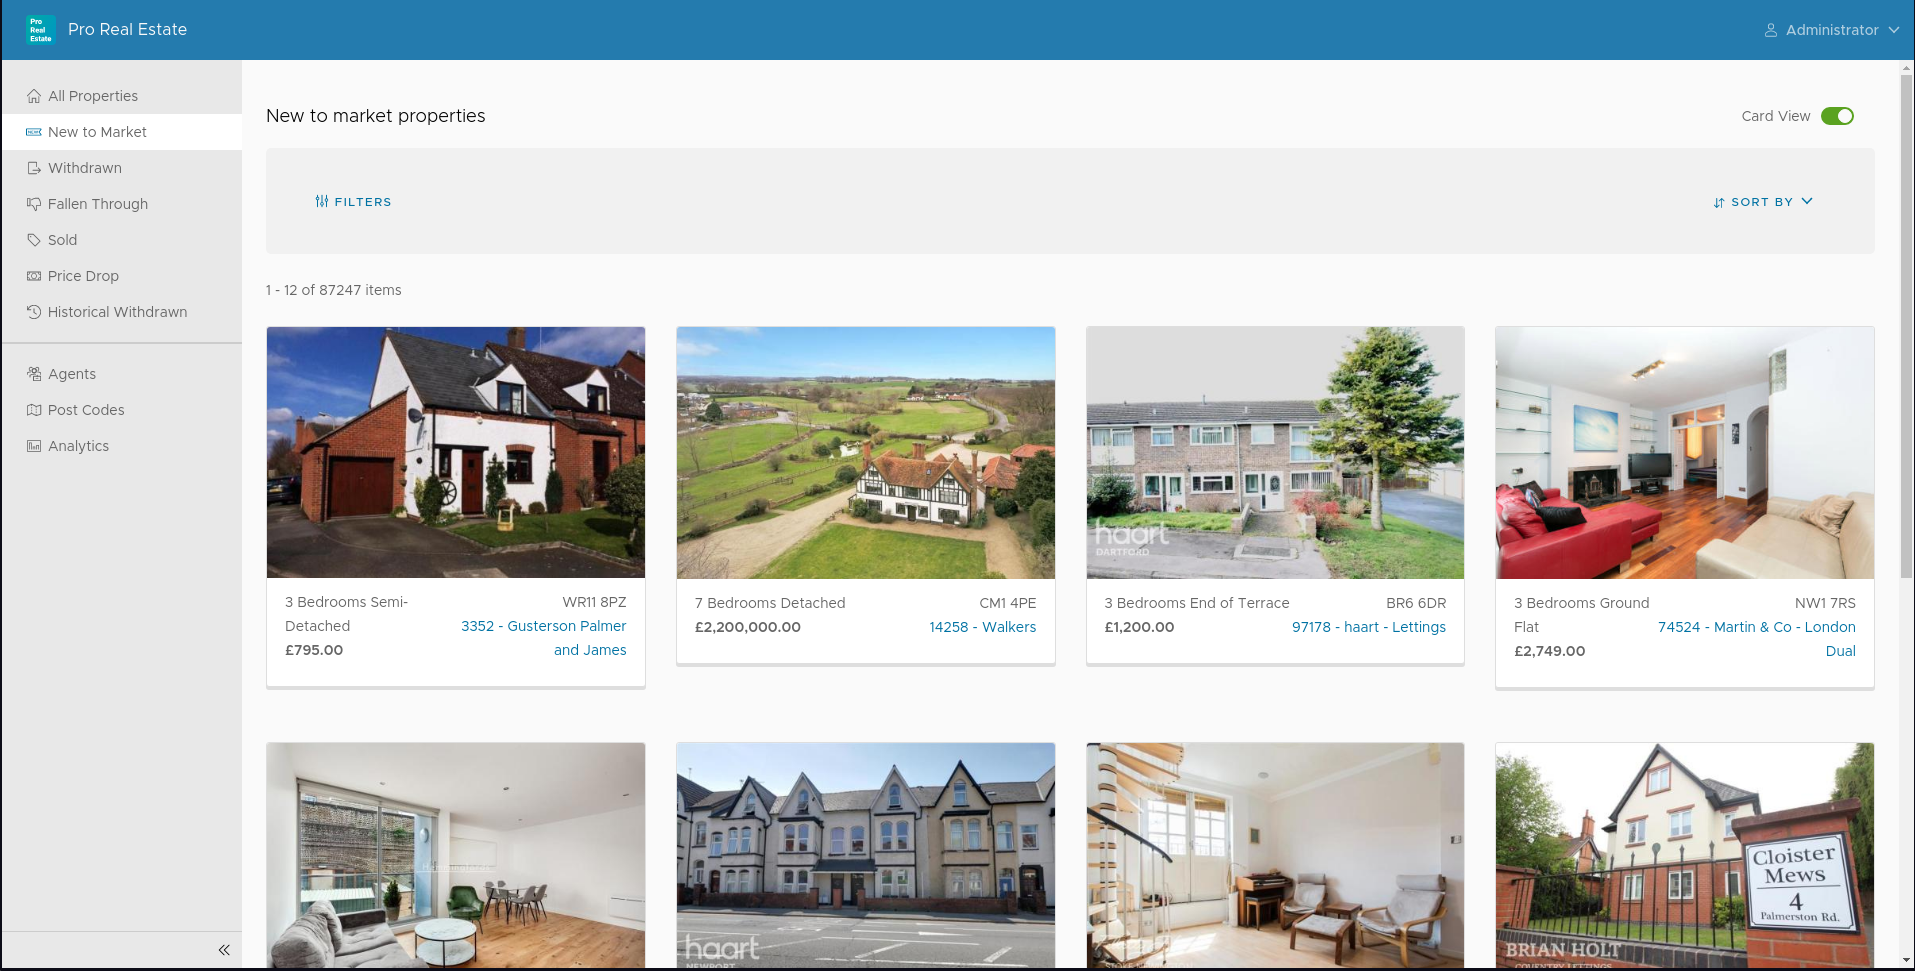 Pro
Real
Estate
Pro Real Estate
Administrator
All Properties
New to Market
Withdrawn
Fallen Through
Sold
Price Drop
Historical Withdrawn
Agents
Post Codes
Analytics
New to market properties
Card View
FILTERS
SORT BY
1 - 12 of 87247 items
haart
DARTFORD
3 Bedrooms Semi-
Detached
£795.00
WR11 8PZ
3352 - Gusterson Palmer
and James
7 Bedrooms Detached
£2,200,000.00
CM1 4PE
14258 - Walkers
3 Bedrooms End of Terrace
£1,200.00
BR6 6DR
97178 - haart - Lettings
3 Bedrooms Ground
Flat
£2,749.00
NW1 7RS
74524 - Martin & Co - London
Dual
haart
NEWPORT
Cloister
Mews
4
Palmerston Rd.
BRIAN HOLT
COVENTRY LETTINGS